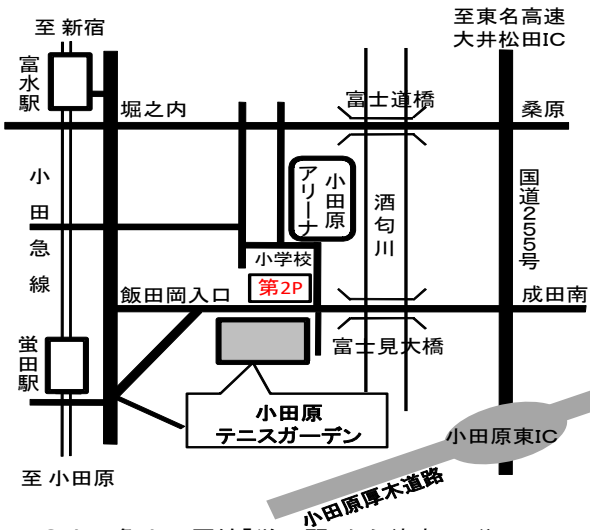 至 新宿
至東名高速
大井松田IC
富水駅
堀之内
富士道橋
桑原
小田急線
小田原
アリーナ
酒匂川
国道255号
小学校
第2P
飯田岡入口
成田南
富士見大橋
蛍田駅
小田原
テニスガーデン
小田原東IC
至 小田原
小田原厚木道路